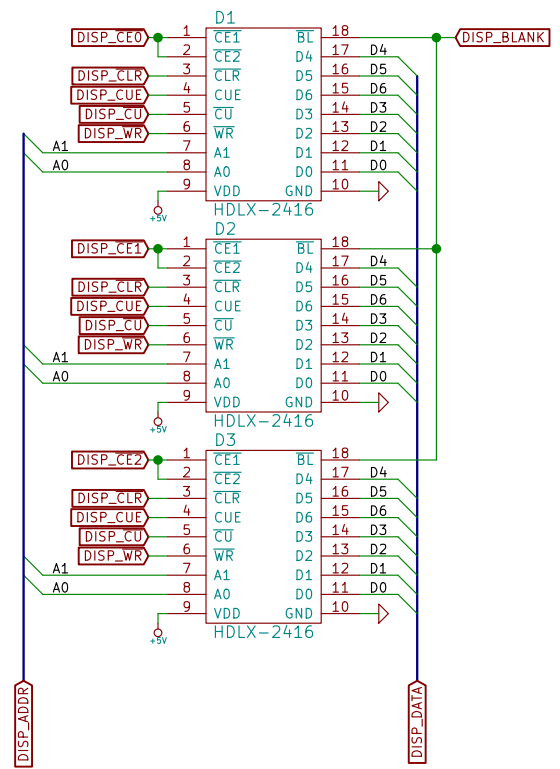 D1
DISP_CE0 1 CE1 BL 18 DISP_BLANK
2 CE2 D4 17 D4
DISP_CLR 3 CLR D5 16 D5
DISP_CUE 4 CUE D6 15 D6
DISP_CU 5 CU D3 14 D3
DISP_WR 6 WR D2 13 D2
A1 7 A1 D1 12 D1
A0 8 A0 D0 11 D0
9 VDD GND 10
+5V HDLX-2416
D2
DISP_CE1 1 CE1 BL 18
2 CE2 D4 17 D4
DISP_CLR 3 CLR D5 16 D5
DISP_CUE 4 CUE D6 15 D6
DISP_CU 5 CU D3 14 D3
DISP_WR 6 WR D2 13 D2
A1 7 A1 D1 12 D1
A0 8 A0 D0 11 D0
9 VDD GND 10
+5V HDLX-2416
D3
DISP_CE2 1 CE1 BL 18
2 CE2 D4 17 D4
DISP_CLR 3 CLR D5 16 D5
DISP_CUE 4 CUE D6 15 D6
DISP_CU 5 CU D3 14 D3
DISP_WR 6 WR D2 13 D2
A1 7 A1 D1 12 D1
A0 8 A0 D0 11 D0
9 VDD GND 10
+5V HDLX-2416
DISP_ADDR
DISP_DATA